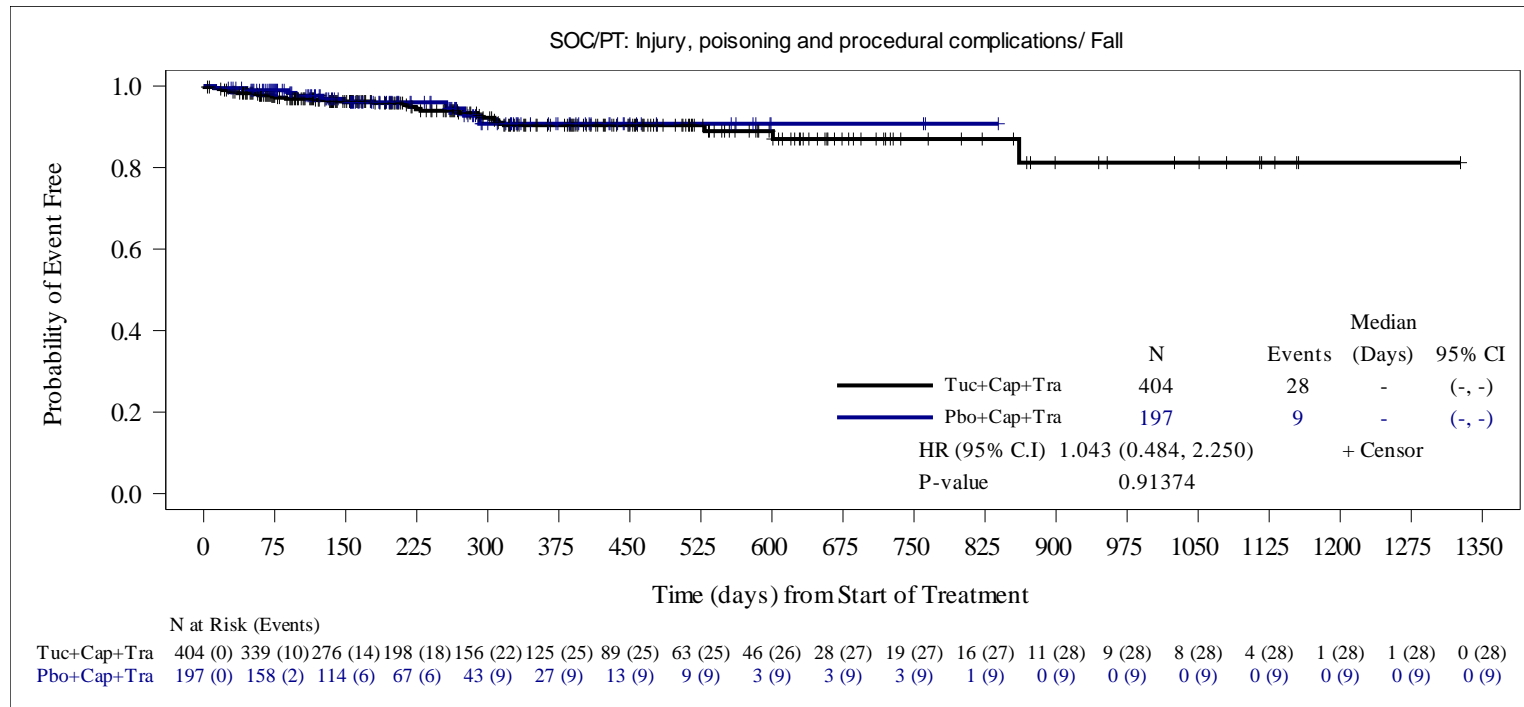 SOC/PT: Injury, poisoning and procedural complications/ Fall
Probability of Event Free
1.0
0.8
0.6
0.4
0.2
0.0
Median
N Events (Days) 95% CI
Tuc+Cap+Tra 404 28 - (-, -)
Pbo+Cap+Tra 197 9 - (-, -)
HR (95% C.I) 1.043 (0.484, 2.250) + Censor
P-value 0.91374
0 75 150 225 300 375 450 525 600 675 750 825 900 975 1050 1125 1200 1275 1350
Time (days) from Start of Treatment
N at Risk (Events)
Tuc+Cap+Tra 404 (0) 339 (10) 276 (14) 198 (18) 156 (22) 125 (25) 89 (25) 63 (25) 46 (26) 28 (27) 19 (27) 16 (27) 11 (28) 9 (28) 8 (28) 4 (28) 1 (28) 1 (28) 0 (28)
Pbo+Cap+Tra 197 (0) 158 (2) 114 (6) 67 (6) 43 (9) 27 (9) 13 (9) 9 (9) 3 (9) 3 (9) 3 (9) 1 (9) 0 (9) 0 (9) 0 (9) 0 (9) 0 (9) 0 (9) 0 (9)